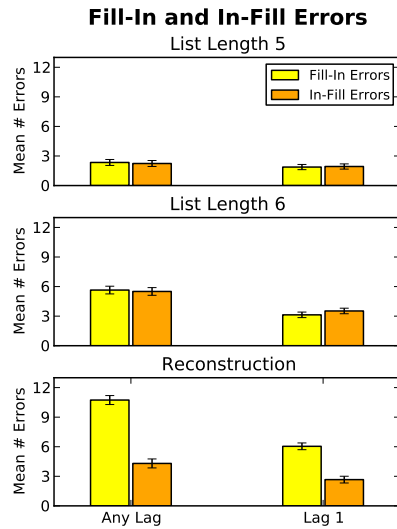 Fill-In and In-Fill Errors
List Length 5
Mean # Errors
12
9
6
3
0
Fill-In Errors
In-Fill Errors
List Length 6
Mean # Errors
12
9
6
3
0
Reconstruction
Mean # Errors
12
9
6
3
0
Any Lag
Lag 1